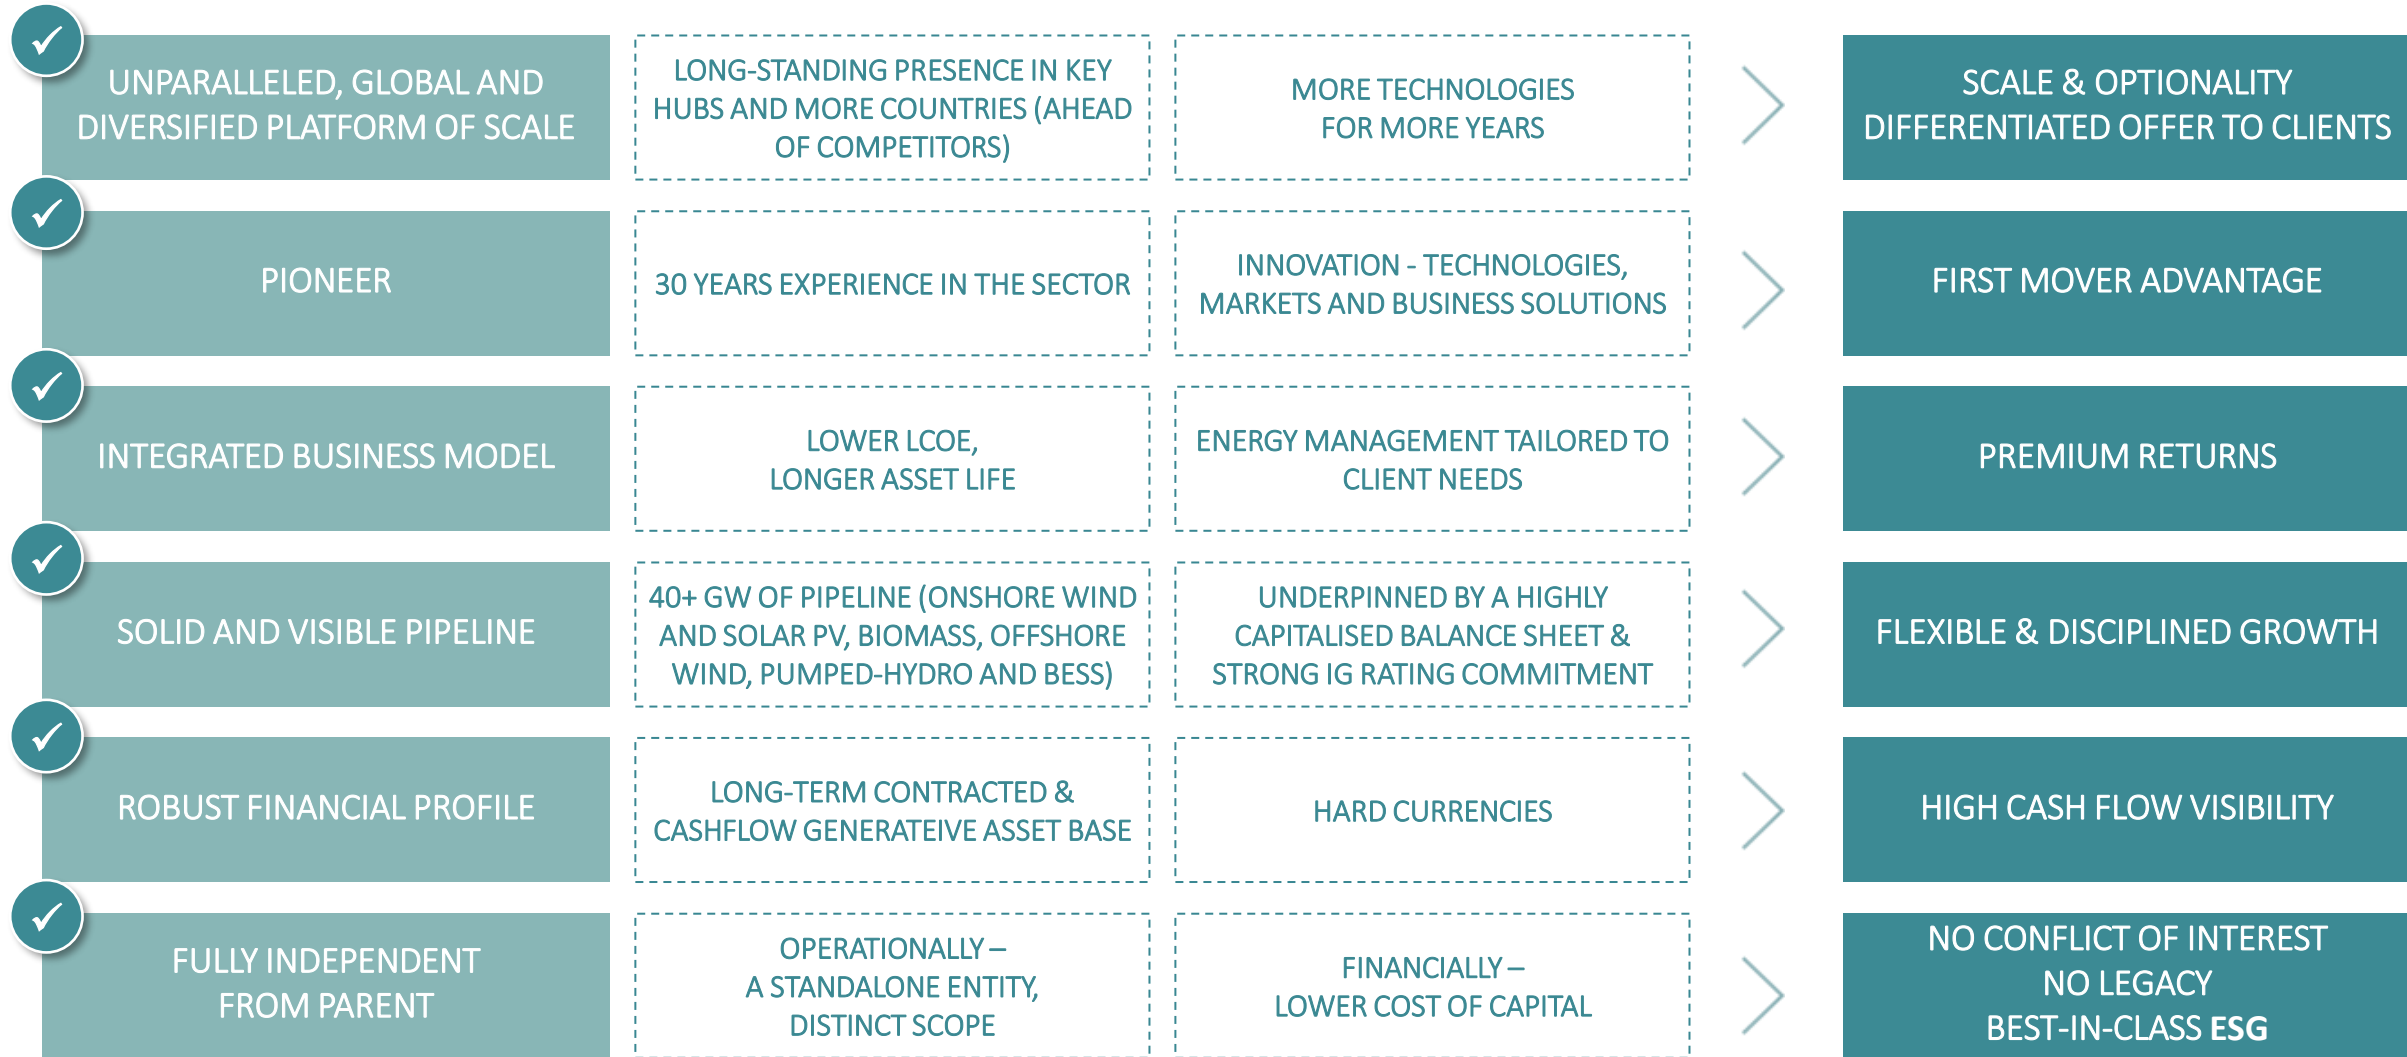 UNPARALLELED, GLOBAL AND
DIVERSIFIED PLATFORM OF SCALE
LONG-STANDING PRESENCE IN KEY
HUBS AND MORE COUNTRIES (AHEAD
OF COMPETITORS)
MORE TECHNOLOGIES
FOR MORE YEARS
SCALE & OPTIONALITY
DIFFERENTIATED OFFER TO CLIENTS
PIONEER
30 YEARS EXPERIENCE IN THE SECTOR
INNOVATION - TECHNOLOGIES,
MARKETS AND BUSINESS SOLUTIONS
FIRST MOVER ADVANTAGE
INTEGRATED BUSINESS MODEL
LOWER LCOE,
LONGER ASSET LIFE
ENERGY MANAGEMENT TAILORED TO
CLIENT NEEDS
PREMIUM RETURNS
SOLID AND VISIBLE PIPELINE
40+ GW OF PIPELINE (ONSHORE WIND
AND SOLAR PV, BIOMASS, OFFSHORE
WIND, PUMPED-HYDRO AND BESS)
UNDERPINNED BY A HIGHLY
CAPITALISED BALANCE SHEET &
STRONG IG RATING COMMITMENT
FLEXIBLE & DISCIPLINED GROWTH
ROBUST FINANCIAL PROFILE
LONG-TERM CONTRACTED &
CASHFLOW GENERATEIVE ASSET BASE
HARD CURRENCIES
HIGH CASH FLOW VISIBILITY
FULLY INDEPENDENT
FROM PARENT
OPERATIONALLY –
A STANDALONE ENTITY,
DISTINCT SCOPE
FINANCIALLY –
LOWER COST OF CAPITAL
NO CONFLICT OF INTEREST
NO LEGACY
BEST-IN-CLASS ESG